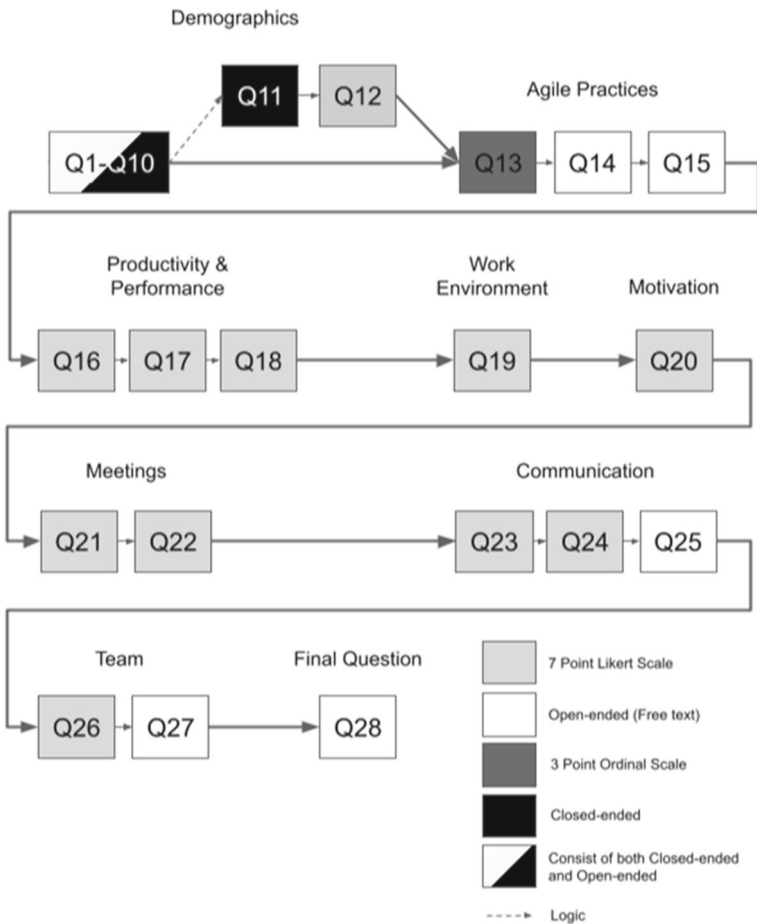 Demographics
Q11
Q12
Agile Practices
Q1-Q10
Q13
Q14
Q15
Productivity &
Performance
Work
Environment
Motivation
Q16
Q17
Q18
Q19
Q20
Meetings
Communication
Q21
Q22
Q23
Q24
Q25
Team
Final Question
Q26
Q27
Q28
7 Point Likert Scale
Open-ended (Free text)
3 Point Ordinal Scale
Closed-ended
Consist of both Closed-ended
and Open-ended
Logic